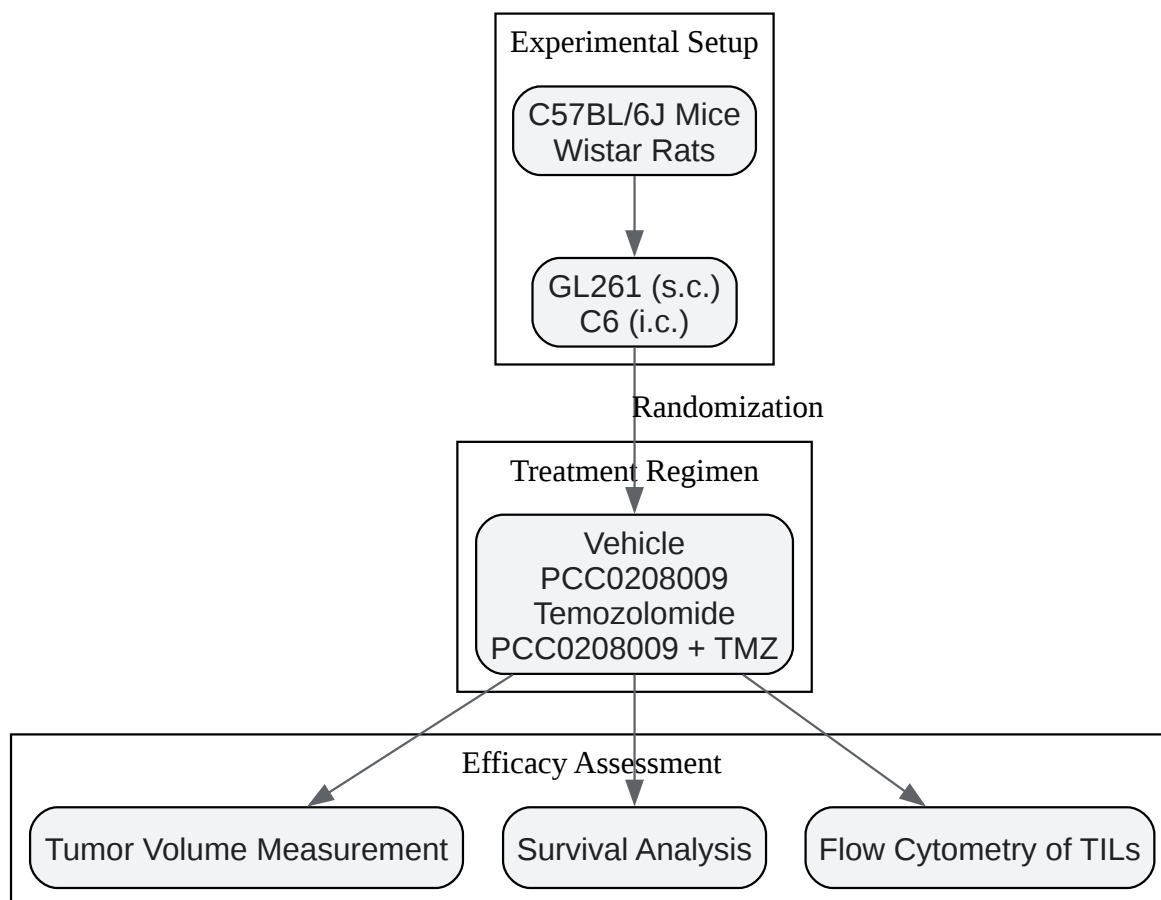 Experimental Setup
C57BL/6J Mice
Wistar Rats
GL261 (s.c.)
C6 (i.c.)
Randomization
Treatment Regimen
Vehicle
PCC0208009
Temozolomide
PCC0208009 + TMZ
Efficacy Assessment
Tumor Volume Measurement
Survival Analysis
Flow Cytometry of TILs